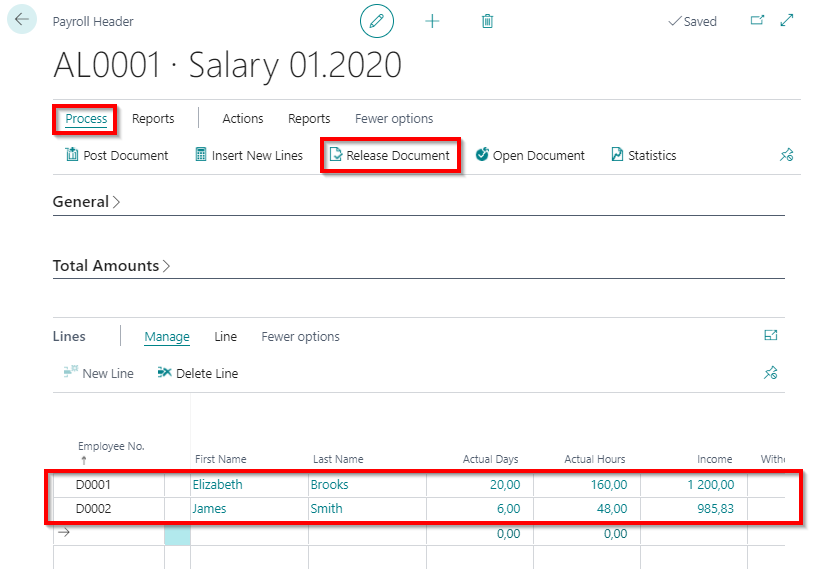 Payroll Header
Saved
AL0001 · Salary 01.2020
Process Reports Actions Reports Fewer options
Post Document Insert New Lines Release Document Open Document Statistics
General
Total Amounts
Lines Manage Line Fewer options
New Line Delete Line
Employee No.
First Name Last Name Actual Days Actual Hours Income Withc
D0001 Elizabeth Brooks 20,00 160,00 1 200,00
D0002 James Smith 6,00 48,00 985,83
0,00 0,00